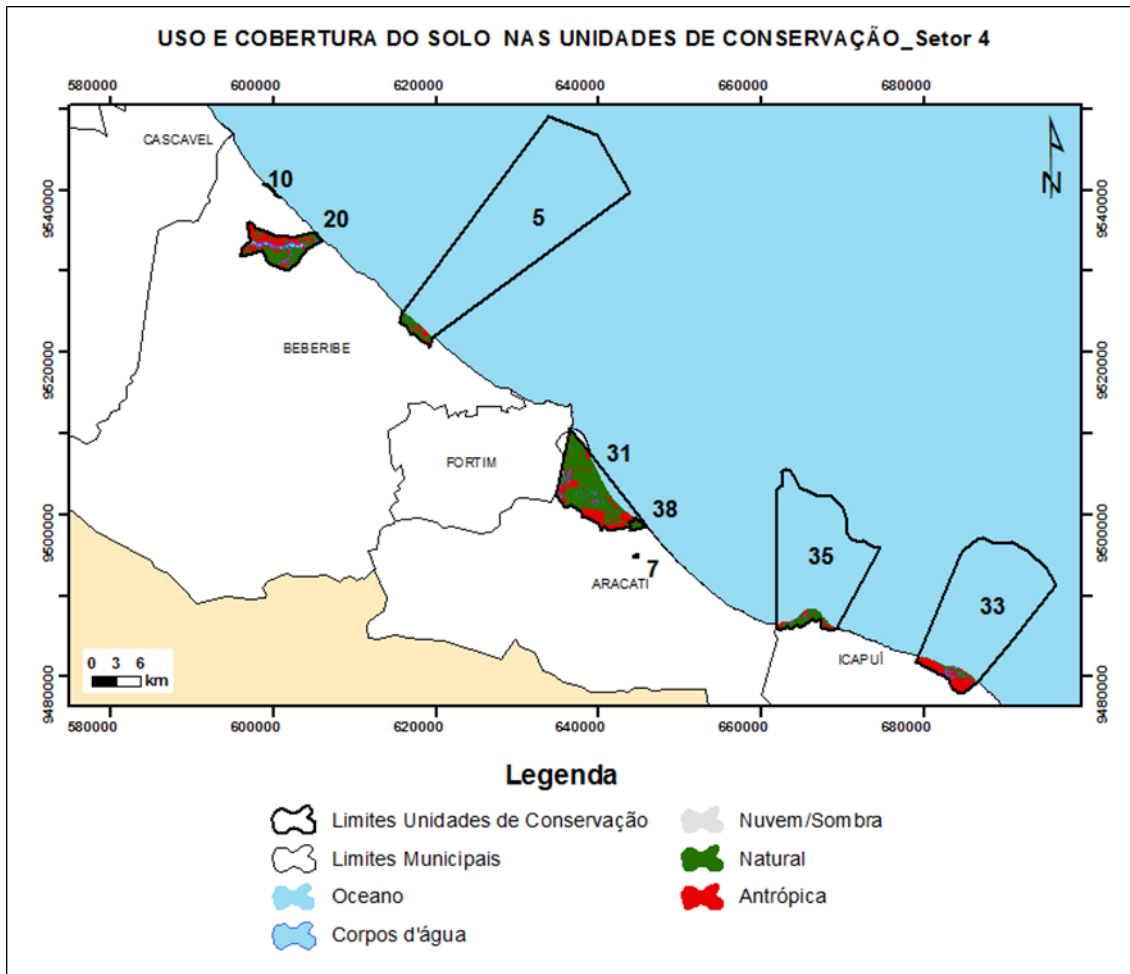 USO E COBERTURA DO SOLO NAS UNIDADES DE CONSERVAÇÃO_Setor 4
580000 600000 620000 640000 660000 680000
CASCAVEL
10
20
5
9540000 9540000
BEBERIBE
9520000 9520000
FORTIM
31
38
7
ARACATI
9500000 9500000
35
33
ICAPUÍ
9480000 9480000
0 3 6
km
580000 600000 620000 640000 660000 680000
N
Legenda
Limites Unidades de Conservação
Limites Municipais
Oceano
Corpos d'água
Nuvem/Sombra
Natural
Antrópica